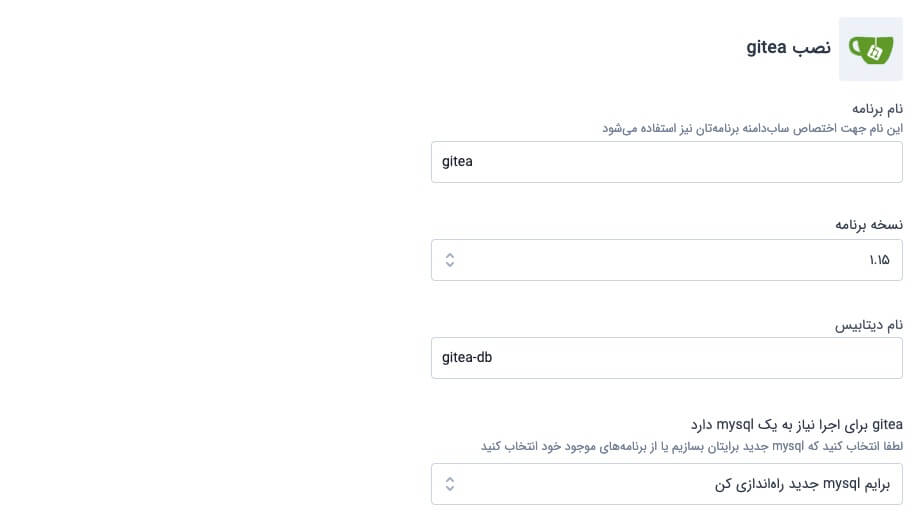 نصب gitea
نام برنامه
این نام جهت اختصاص ساب‌دامنه برنامه‌تان نیز استفاده می‌شود
gitea
نسخه برنامه
۱.۱۵
نام دیتابیس
gitea-db
gitea برای اجرا نیاز به یک mysql دارد
لطفا انتخاب کنید که mysql جدید برایتان بسازیم یا از برنامه‌های موجود خود انتخاب کنید
برایم mysql جدید راه‌اندازی کن